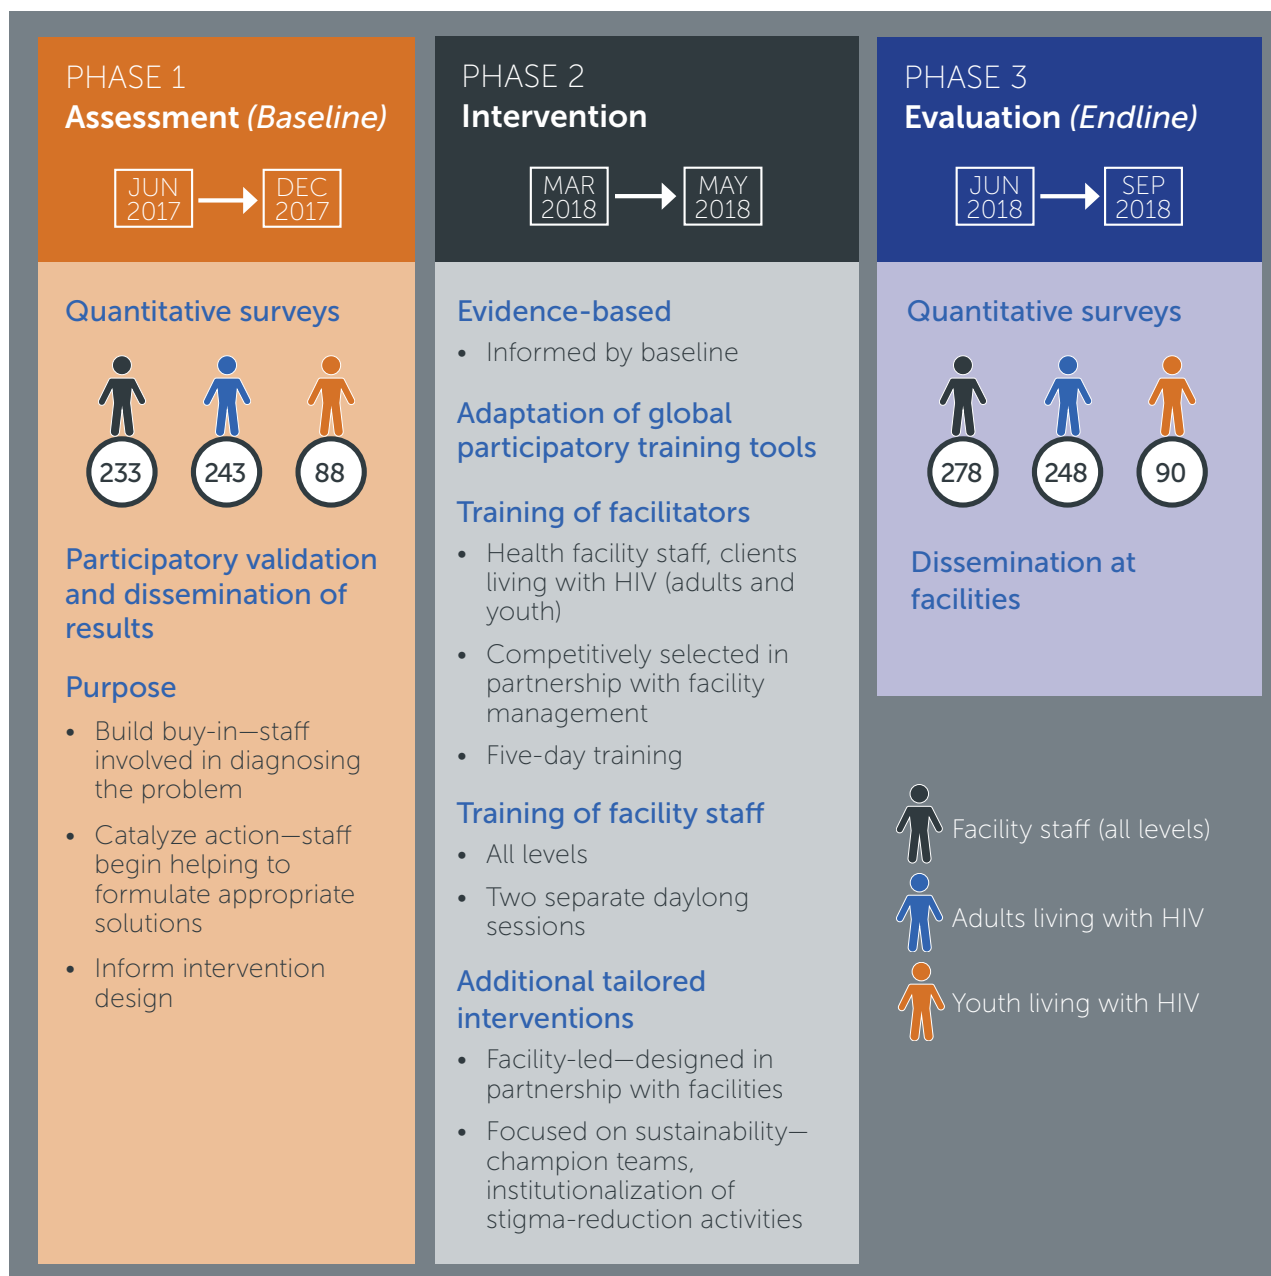 PHASE 1
Assessment (Baseline)
JUN
2017
DEC
2017
Quantitative surveys
233
243
88
Participatory validation
and dissemination of
results
Purpose
• Build buy-in—staff
involved in diagnosing
the problem
• Catalyze action—staff
begin helping to
formulate appropriate
solutions
• Inform intervention
design
PHASE 2
Intervention
MAR
2018
MAY
2018
Evidence-based
• Informed by baseline
Adaptation of global
participatory training tools
Training of facilitators
• Health facility staff, clients
living with HIV (adults and
youth)
• Competitively selected in
partnership with facility
management
• Five-day training
Training of facility staff
• All levels
• Two separate daylong
sessions
Additional tailored
interventions
• Facility-led—designed in
partnership with facilities
• Focused on sustainability—
champion teams,
institutionalization of
stigma-reduction activities
PHASE 3
Evaluation (Endline)
JUN
2018
SEP
2018
Quantitative surveys
278
248
90
Dissemination at
facilities
Facility staff (all levels)
Adults living with HIV
Youth living with HIV